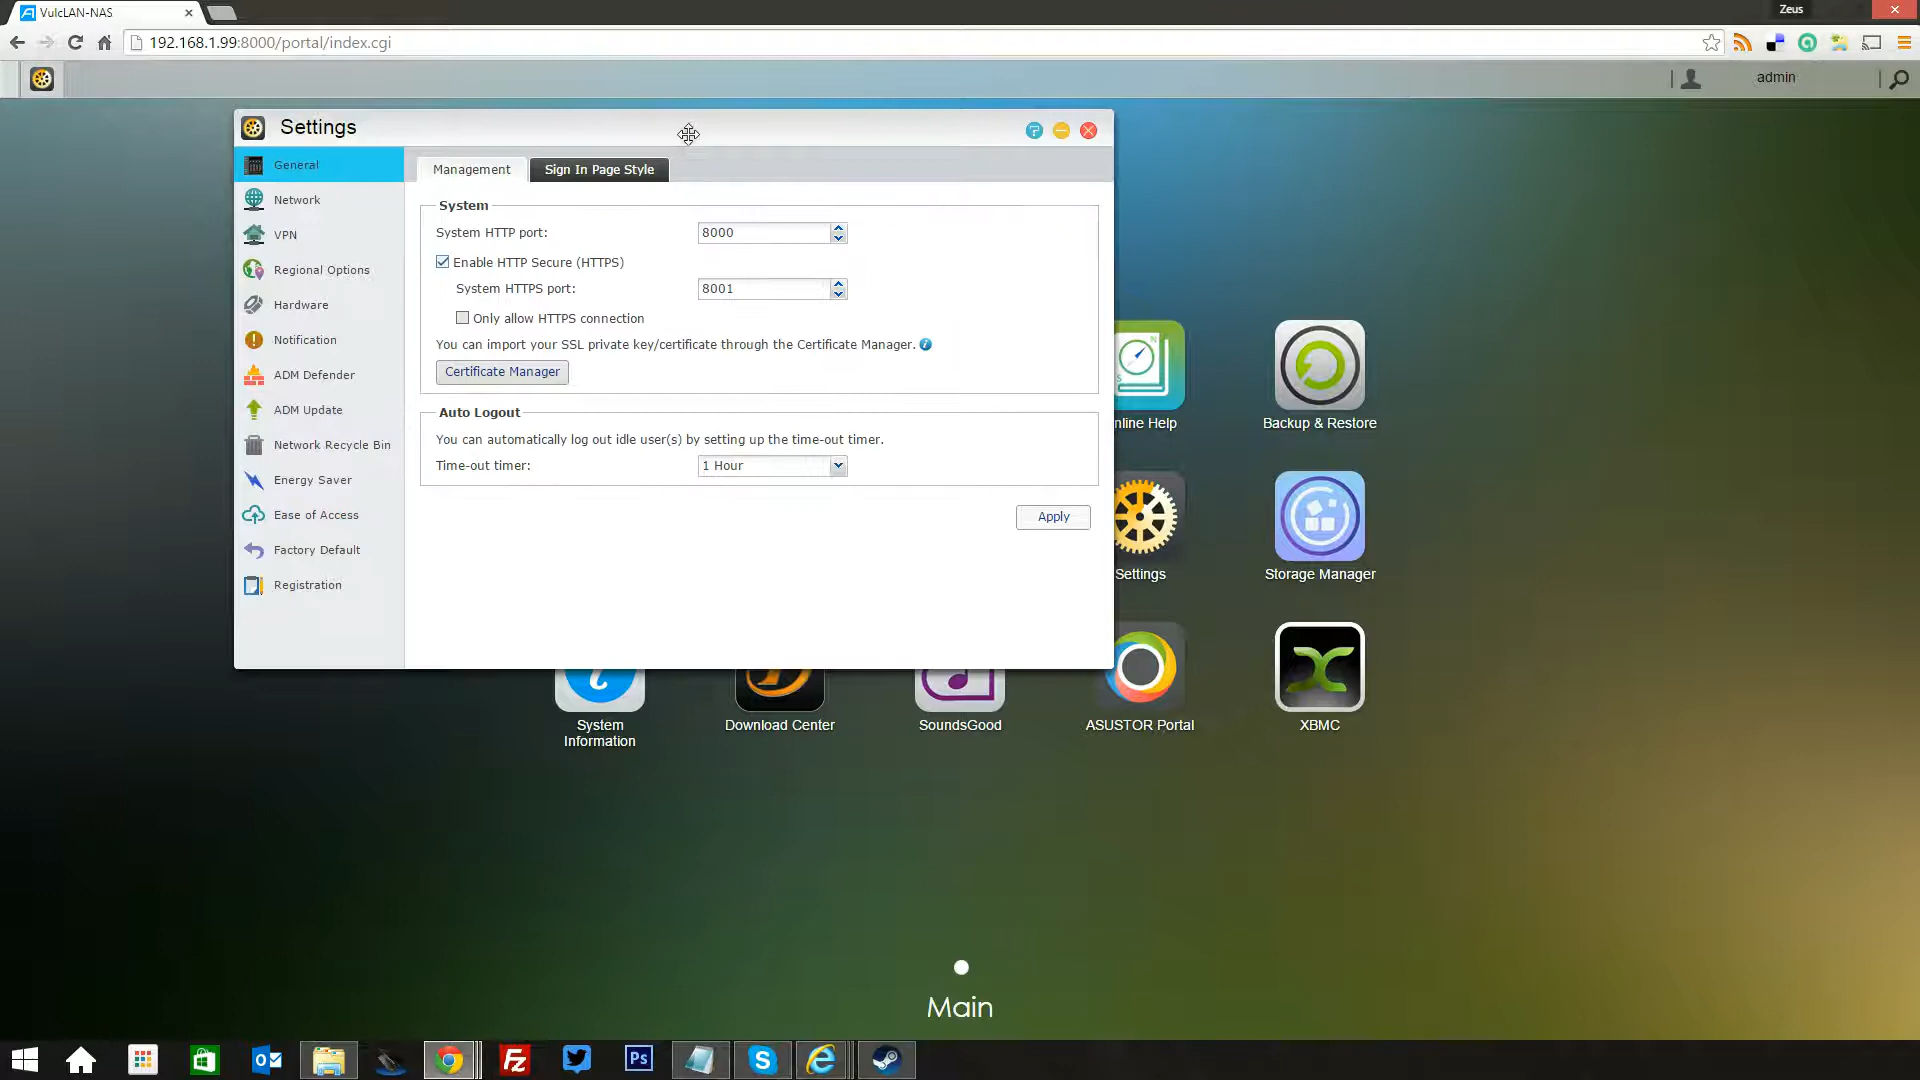 VulcLAN-NAS
Zeus
192.168.1.99:8000/portal/index.cgi
admin
Settings
General
Network
VPN
Regional Options
Hardware
Notification
ADM Defender
ADM Update
Network Recycle Bin
Energy Saver
Ease of Access
Factory Default
Registration
Management
Sign In Page Style
System
System HTTP port:
8000
Enable HTTP Secure (HTTPS)
System HTTPS port:
8001
Only allow HTTPS connection
You can import your SSL private key/certificate through the Certificate Manager.
Certificate Manager
Auto Logout
You can automatically log out idle user(s) by setting up the time-out timer.
Time-out timer:
1 Hour
Apply
nline Help
Backup & Restore
Settings
Storage Manager
System
Information
Download Center
SoundsGood
ASUSTOR Portal
XBMC
Main
Ps